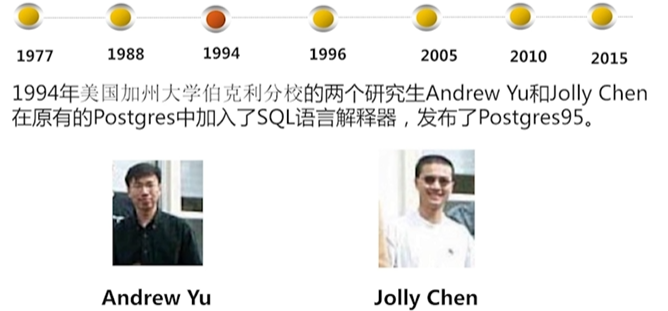 1977 1988 1994 1996 2005 2010 2015
1994年美国加州大学伯克利分校的两个研究生Andrew Yu和Jolly Chen
在原有的Postgres中加入了SQL语言解释器，发布了Postgres95。
Andrew Yu Jolly Chen